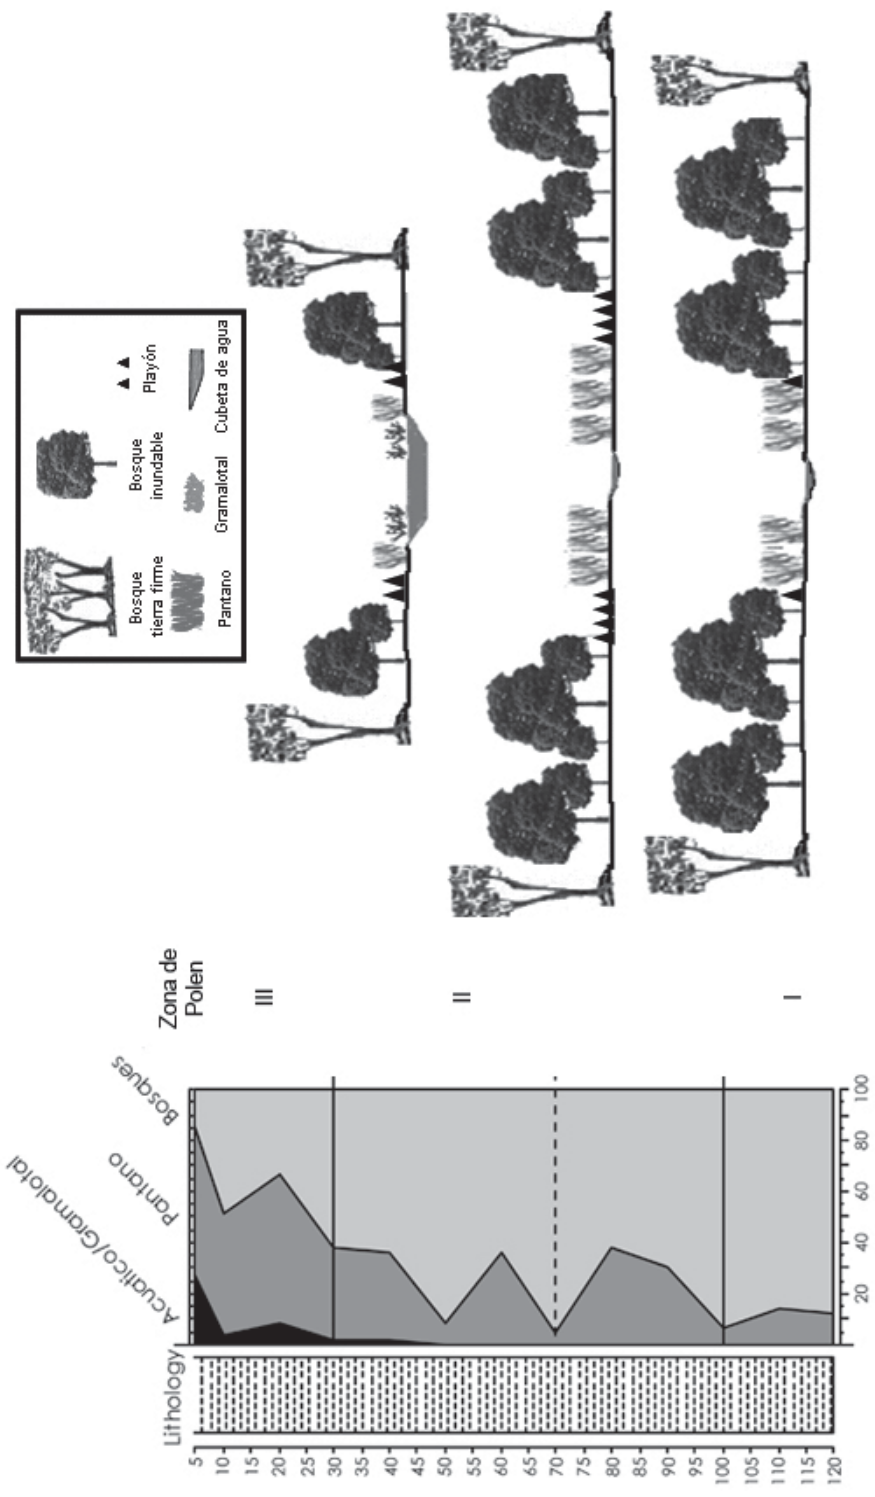 Bosque
tierra firme
Bosque
inundable
Playón
Pantano
Gramalotal
Cubeta de agua
Zona de
Polen
III
II
I
Lithology
Acuatico/Gramalotal
Pantano
Bosques
5
10
15
20
25
30
35
40
45
50
55
60
65
70
75
80
85
90
95
100
105
110
115
120
20
40
60
80
100